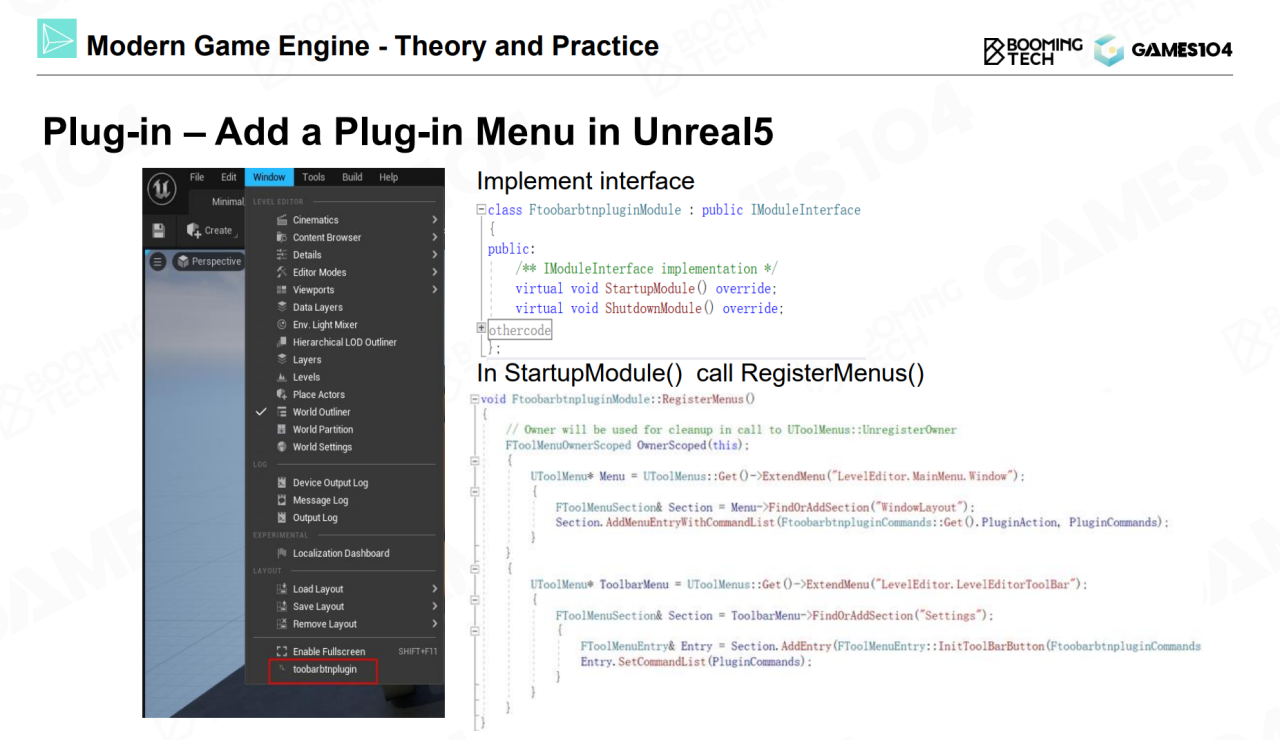 Modern Game Engine - Theory and Practice
BOOMING
TECH
GAMES104
Plug-in – Add a Plug-in Menu in Unreal5
File Edit Window Tools Build Help
Minimal
Create
Perspective
LEVEL EDITOR
Cinematics
Content Browser
Details
Editor Modes
Viewports
Data Layers
Env. Light Mixer
Hierarchical LOD Outliner
Layers
Levels
Place Actors
World Outliner
World Partition
World Settings
LOG
Device Output Log
Message Log
Output Log
EXPERIMENTAL
Localization Dashboard
LAYOUT
Load Layout
Save Layout
Remove Layout
Enable Fullscreen SHIFT+F11
toobarbtnplugin
Implement interface
class FtoobarbtnpluginModule : public IModuleInterface
{
public:
/** IModuleInterface implementation */
virtual void StartupModule() override;
virtual void ShutdownModule() override;
othercode
};
In StartupModule() call RegisterMenus()
void FtoobarbtnpluginModule::RegisterMenus()
{
// Owner will be used for cleanup in call to UToolMenus::UnregisterOwner
FToolMenuOwnerScoped OwnerScoped(this);
{
UToolMenu* Menu = UToolMenus::Get()->ExtendMenu("LevelEditor.MainMenu.Window");
{
FToolMenuSection& Section = Menu->FindOrAddSection("WindowLayout");
Section.AddMenuEntryWithCommandList(FtoobarbtnpluginCommands::Get().PluginAction, PluginCommands);
}
}
{
UToolMenu* ToolbarMenu = UToolMenus::Get()->ExtendMenu("LevelEditor.LevelEditorToolBar");
{
FToolMenuSection& Section = ToolbarMenu->FindOrAddSection("Settings");
{
FToolMenuEntry& Entry = Section.AddEntry(FToolMenuEntry::InitToolBarButton(FtoobarbtnpluginCommands
Entry.SetCommandList(PluginCommands);
}
}
}
}